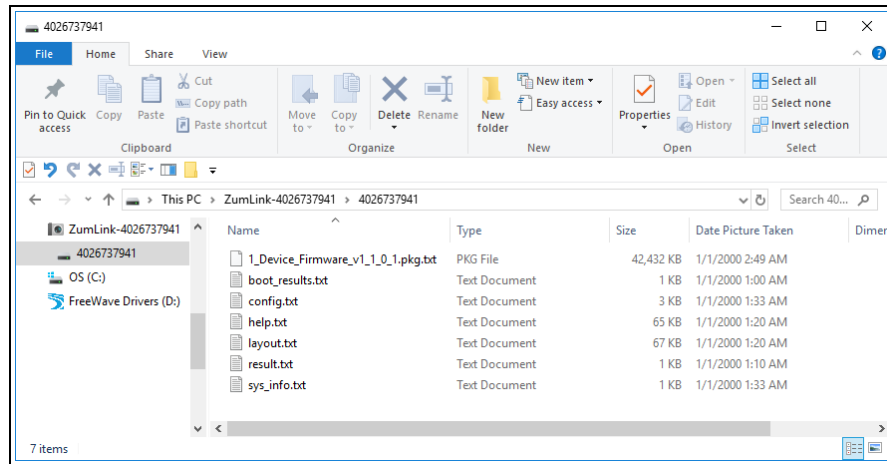 4026737941
File Home Share View
Pin to Quick access
Copy
Paste
Cut
Copy path
Paste shortcut
Clipboard
Move to
Copy to
Delete
Rename
Organize
New folder
New item
Easy access
New
Properties
Open
Edit
History
Open
Select all
Select none
Invert selection
Select
This PC > ZumLink-4026737941 > 4026737941
Search 40...
ZumLink-4026737941
4026737941
OS (C:)
FreeWave Drivers (D:)
Name Type Size Date Picture Taken Dimer
1_Device_Firmware_v1_1_0_1.pkg.txt PKG File 42,432 KB 1/1/2000 2:49 AM
boot_results.txt Text Document 1 KB 1/1/2000 1:00 AM
config.txt Text Document 3 KB 1/1/2000 1:33 AM
help.txt Text Document 65 KB 1/1/2000 1:20 AM
layout.txt Text Document 67 KB 1/1/2000 1:20 AM
result.txt Text Document 1 KB 1/1/2000 1:10 AM
sys_info.txt Text Document 1 KB 1/1/2000 1:33 AM
7 items